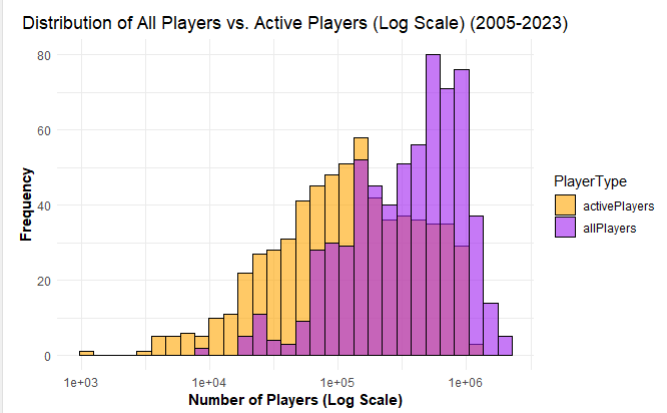 Distribution of All Players vs. Active Players (Log Scale) (2005-2023)
80
60
40
20
0
Frequency
1e+03 1e+04 1e+05 1e+06
Number of Players (Log Scale)
PlayerType
activePlayers
allPlayers